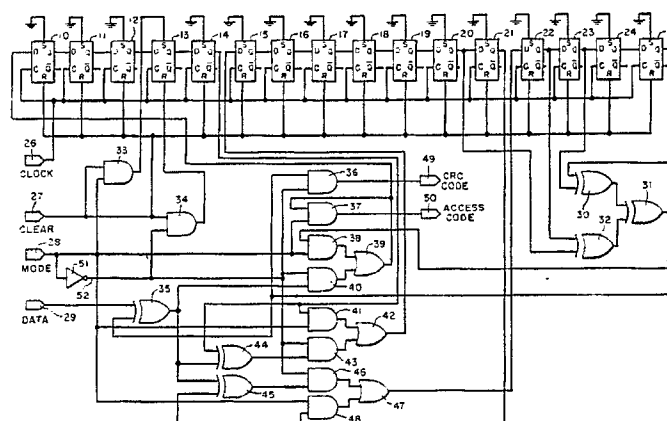 10 11 12 13 14 15 16 17 18 19 20 21 22 23 24
D S Q D S Q D S Q D S Q D S Q D S Q D S Q D S Q D S Q D S Q D S Q D S Q D S Q D S Q D S Q
C Q̅ C Q̅ C Q̅ C Q̅ C Q̅ C Q̅ C Q̅ C Q̅ C Q̅ C Q̅ C Q̅ C Q̅ C Q̅ C Q̅ C Q̅
R R R R R R R R R R R R R R R
26
CLOCK
33
36
49
CRC CODE
27
CLEAR
34
37
50
ACCESS CODE
30
31
32
28
MODE
51
52
38
39
40
35
DATA
29
41
42
43
44
45
46
47
48